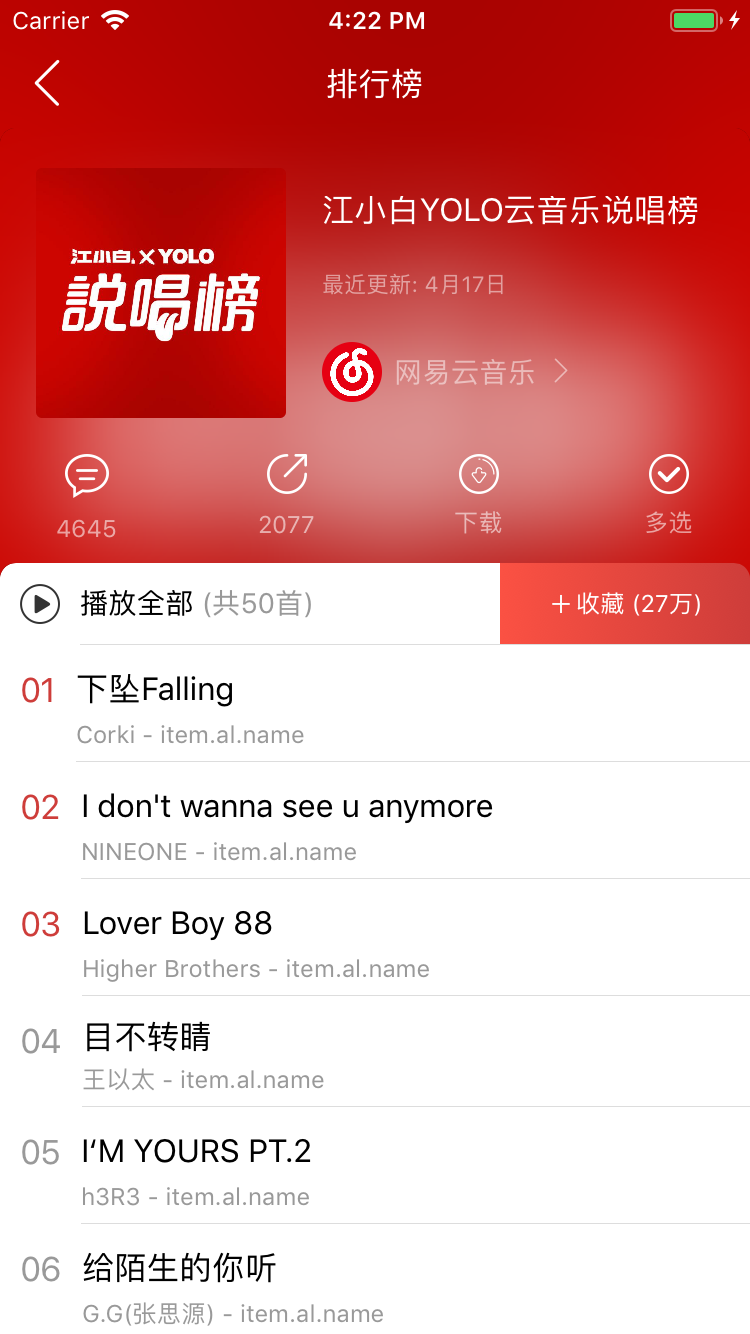 Carrier 4:22 PM
排行榜
江小白.×YOLO
説唱榜
江小白YOLO云音乐说唱榜
最近更新: 4月17日
网易云音乐
4645
2077
下载
多选
播放全部 (共50首)
＋收藏 (27万)
01 下坠Falling
Corki - item.al.name
02 I don't wanna see u anymore
NINEONE - item.al.name
03 Lover Boy 88
Higher Brothers - item.al.name
04 目不转睛
王以太 - item.al.name
05 I‘M YOURS PT.2
h3R3 - item.al.name
06 给陌生的你听
G.G(张思源) - item.al.name